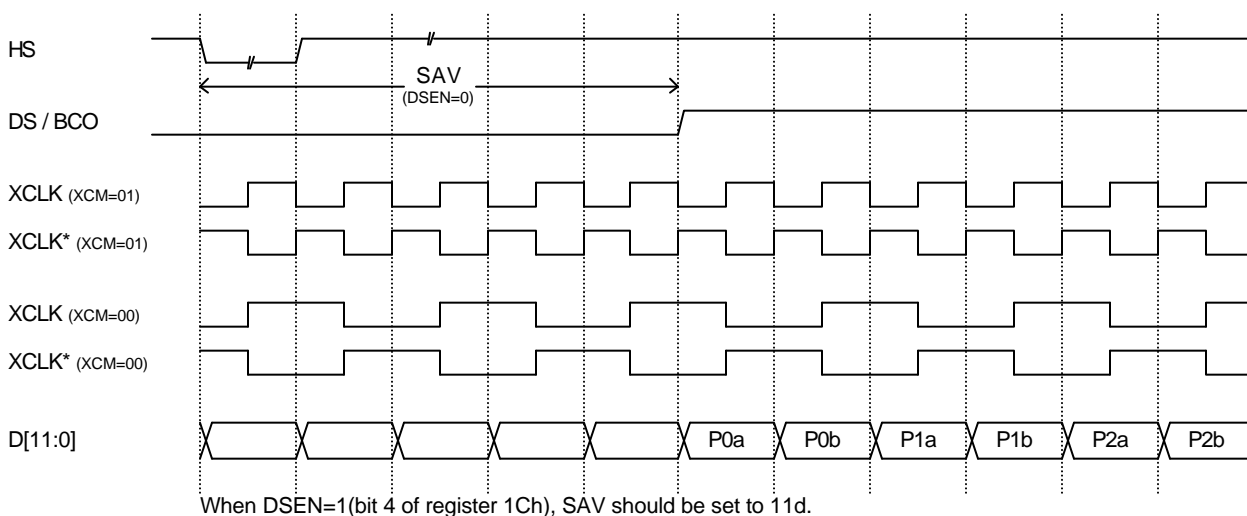 HS
SAV
(DSEN=0)
DS / BCO
XCLK (XCM=01)
XCLK* (XCM=01)
XCLK (XCM=00)
XCLK* (XCM=00)
D[11:0] P0a P0b P1a P1b P2a P2b
When DSEN=1(bit 4 of register 1Ch), SAV should be set to 11d.